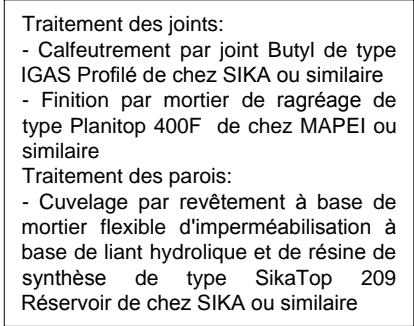 Traitement des joints:
- Calfeutrement par joint Butyl de type
IGAS Profilé de chez SIKA ou similaire
- Finition par mortier de ragréage de
type Planitop 400F de chez MAPEI ou
similaire
Traitement des parois:
- Cuvelage par revêtement à base de
mortier flexible d'imperméabilisation à
base de liant hydrolique et de résine de
synthèse de type SikaTop 209
Réservoir de chez SIKA ou similaire